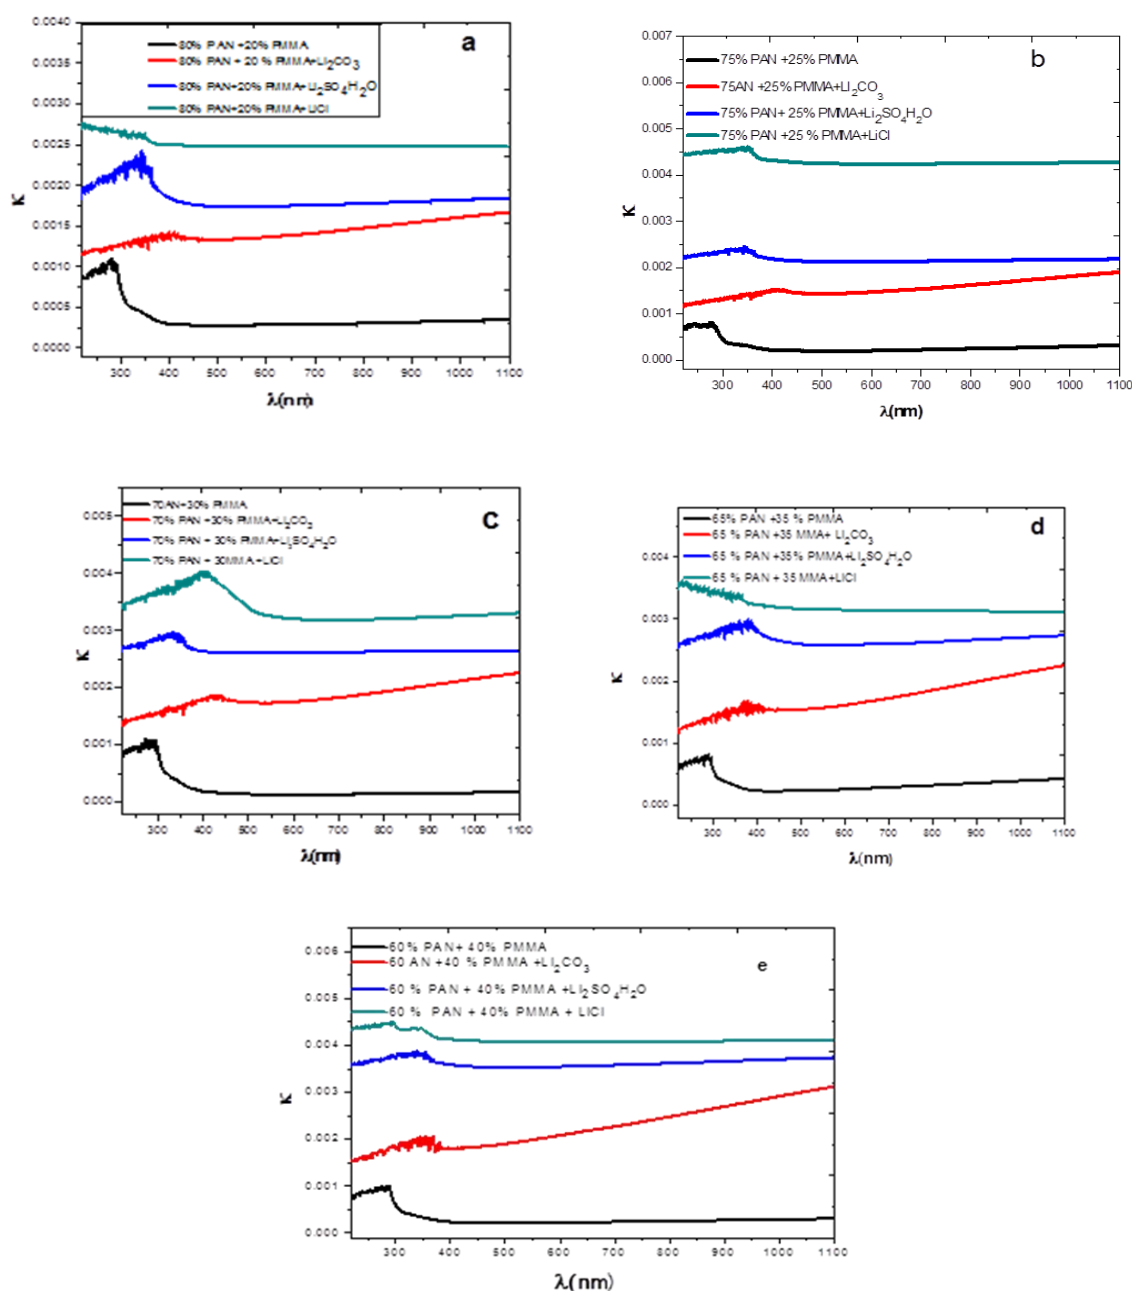 a
80% PAN +20% PMMA
80% PAN + 20 % PMMA+Li₂CO₃
80% PAN+20% PMMA+Li₂SO₄H₂O
80% PAN+20% PMMA+LiCl
0.0040
0.0035
0.0030
0.0025
0.0020
0.0015
0.0010
0.0005
0.0000
K
300 400 500 600 700 800 900 1000 1100
λ(nm)
b
75% PAN +25% PMMA
75AN +25% PMMA+LI₂CO₃
75% PAN+ 25% PMMA+Li₂SO₄H₂O
75% PAN +25 % PMMA+LiCl
0.007
0.006
0.005
0.004
0.003
0.002
0.001
0.000
K
300 400 500 600 700 800 900 1000 1100
λ(nm)
C
70AN+30% PMMA
70% PAN +30% PMMA+LI₂CO₃
70% PAN + 30% PMMA+LI₂SO₄H₂O
70% PAN + 30MMA+LICl
0.005
0.004
0.003
0.002
0.001
0.000
K
300 400 500 600 700 800 900 1000 1100
λ(nm)
d
65% PAN +35 % PMMA
65 % PAN +35 MMA+ LI₂CO₃
65 % PAN +35% PMMA+LI₂SO₄H₂O
65 % PAN + 35 MMA+LICl
0.004
0.003
0.002
0.001
0.000
K
300 400 500 600 700 800 900 1000 1100
λ(nm)
e
60 % PAN+ 40% PMMA
60 AN +40 % PMMA +LI₂CO₃
60 % PAN + 40% PMMA +LI₂SO₄H₂O
60 % PAN + 40% PMMA + LICl
0.006
0.005
0.004
0.003
0.002
0.001
0.000
K
300 400 500 600 700 800 900 1000 1100
λ(nm)